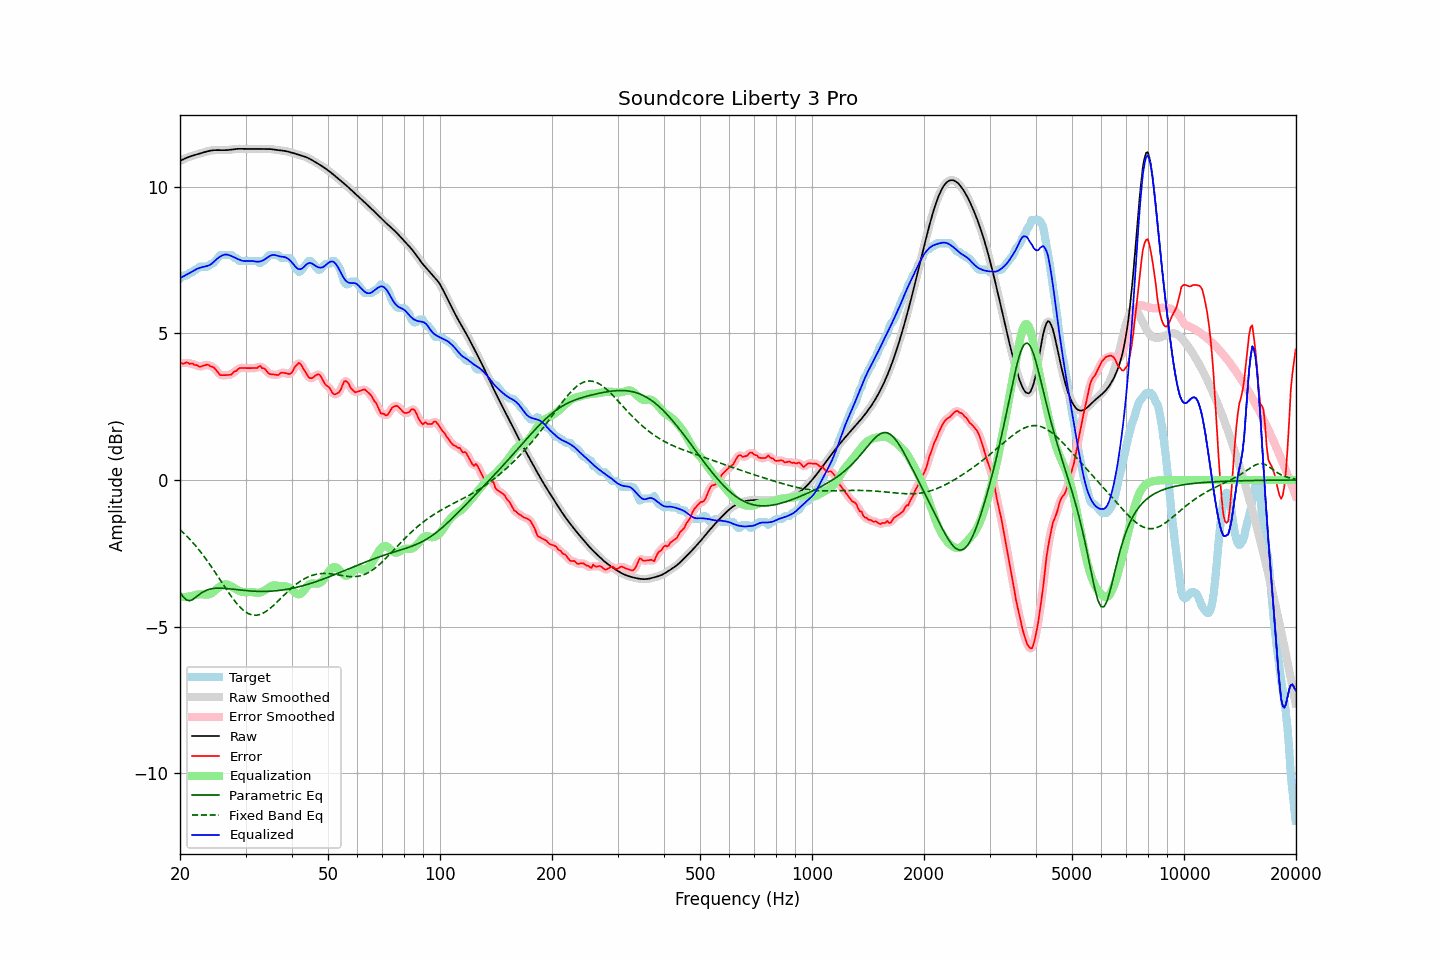 Soundcore Liberty 3 Pro
Amplitude (dBr)
10
5
0
−5
−10
Target
Raw Smoothed
Error Smoothed
Raw
Error
Equalization
Parametric Eq
Fixed Band Eq
Equalized
20 50 100 200 500 1000 2000 5000 10000 20000
Frequency (Hz)